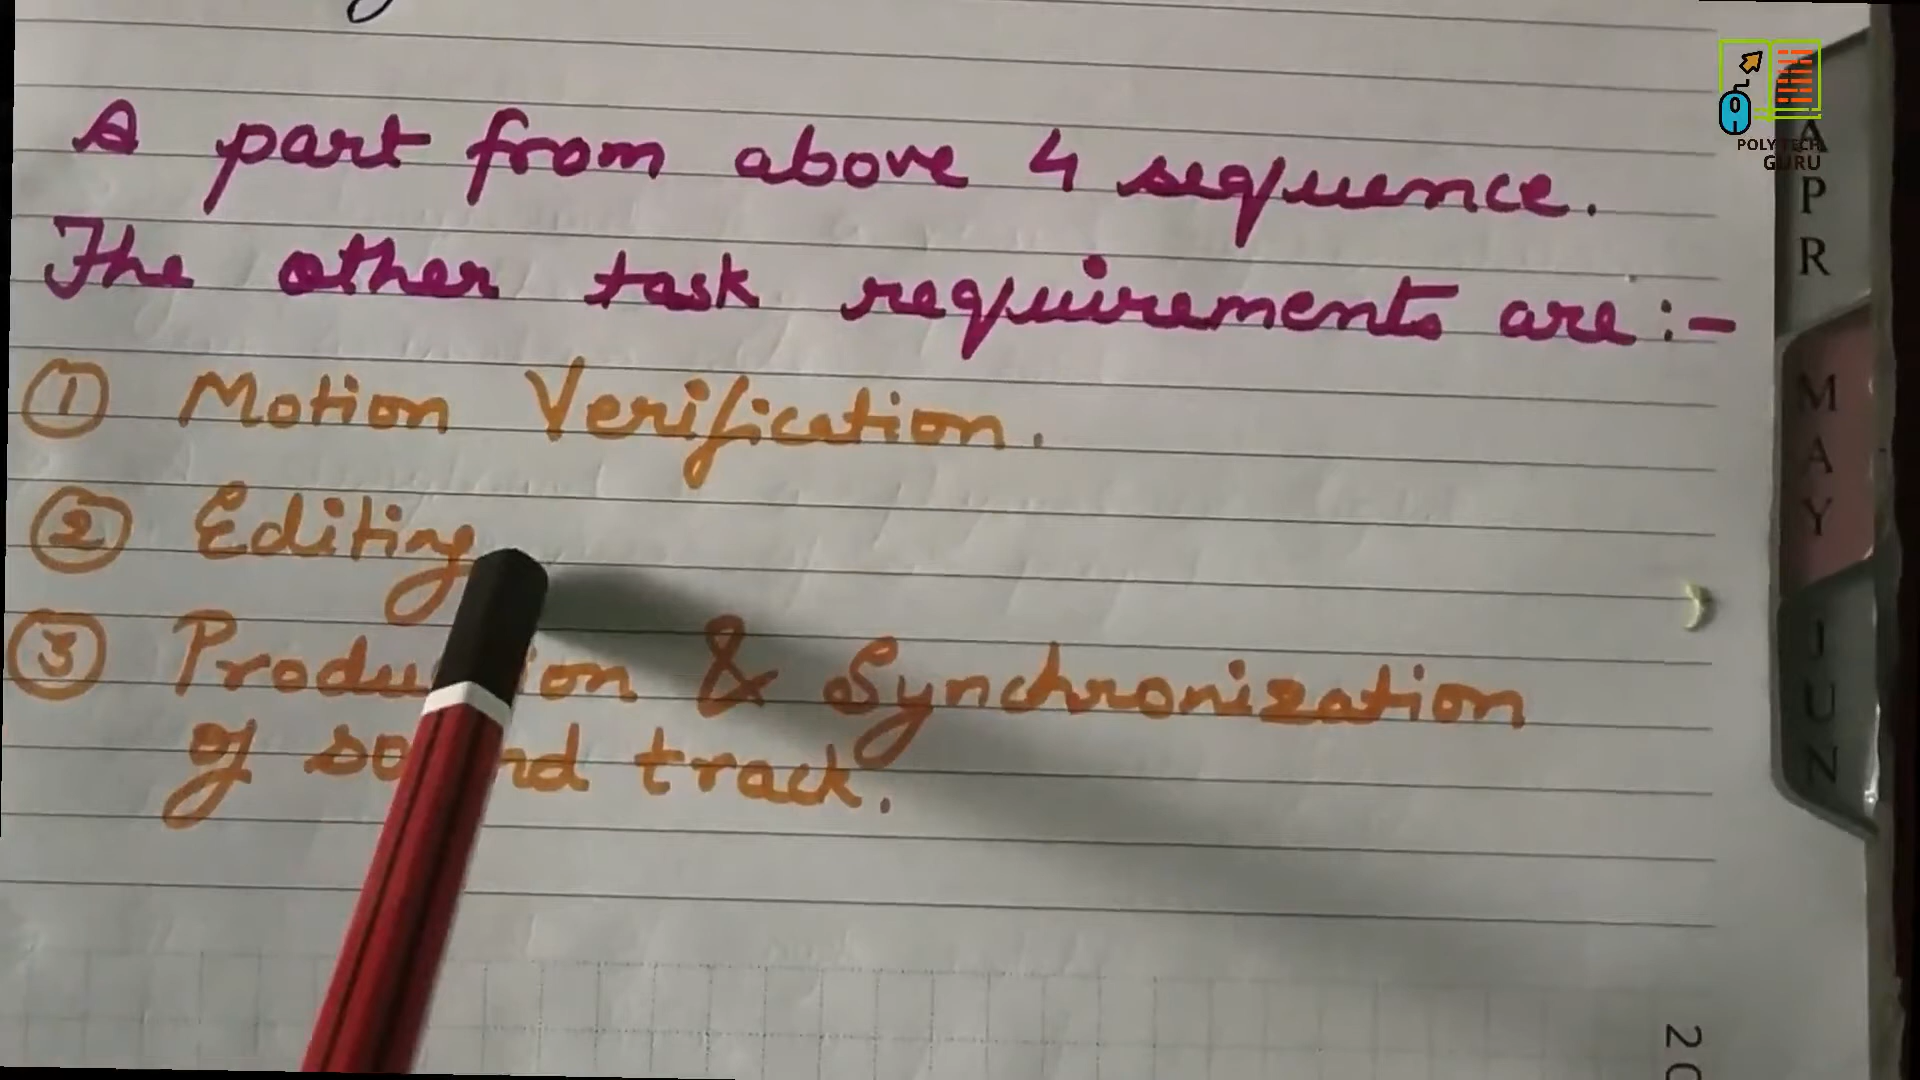 A part from above 4 sequence.
The other task requirements are:-
① Motion Verification.
② Editing
③ Production & Synchronization
of sound track.
POLYTECH
GURU
APR
MAY
JUN